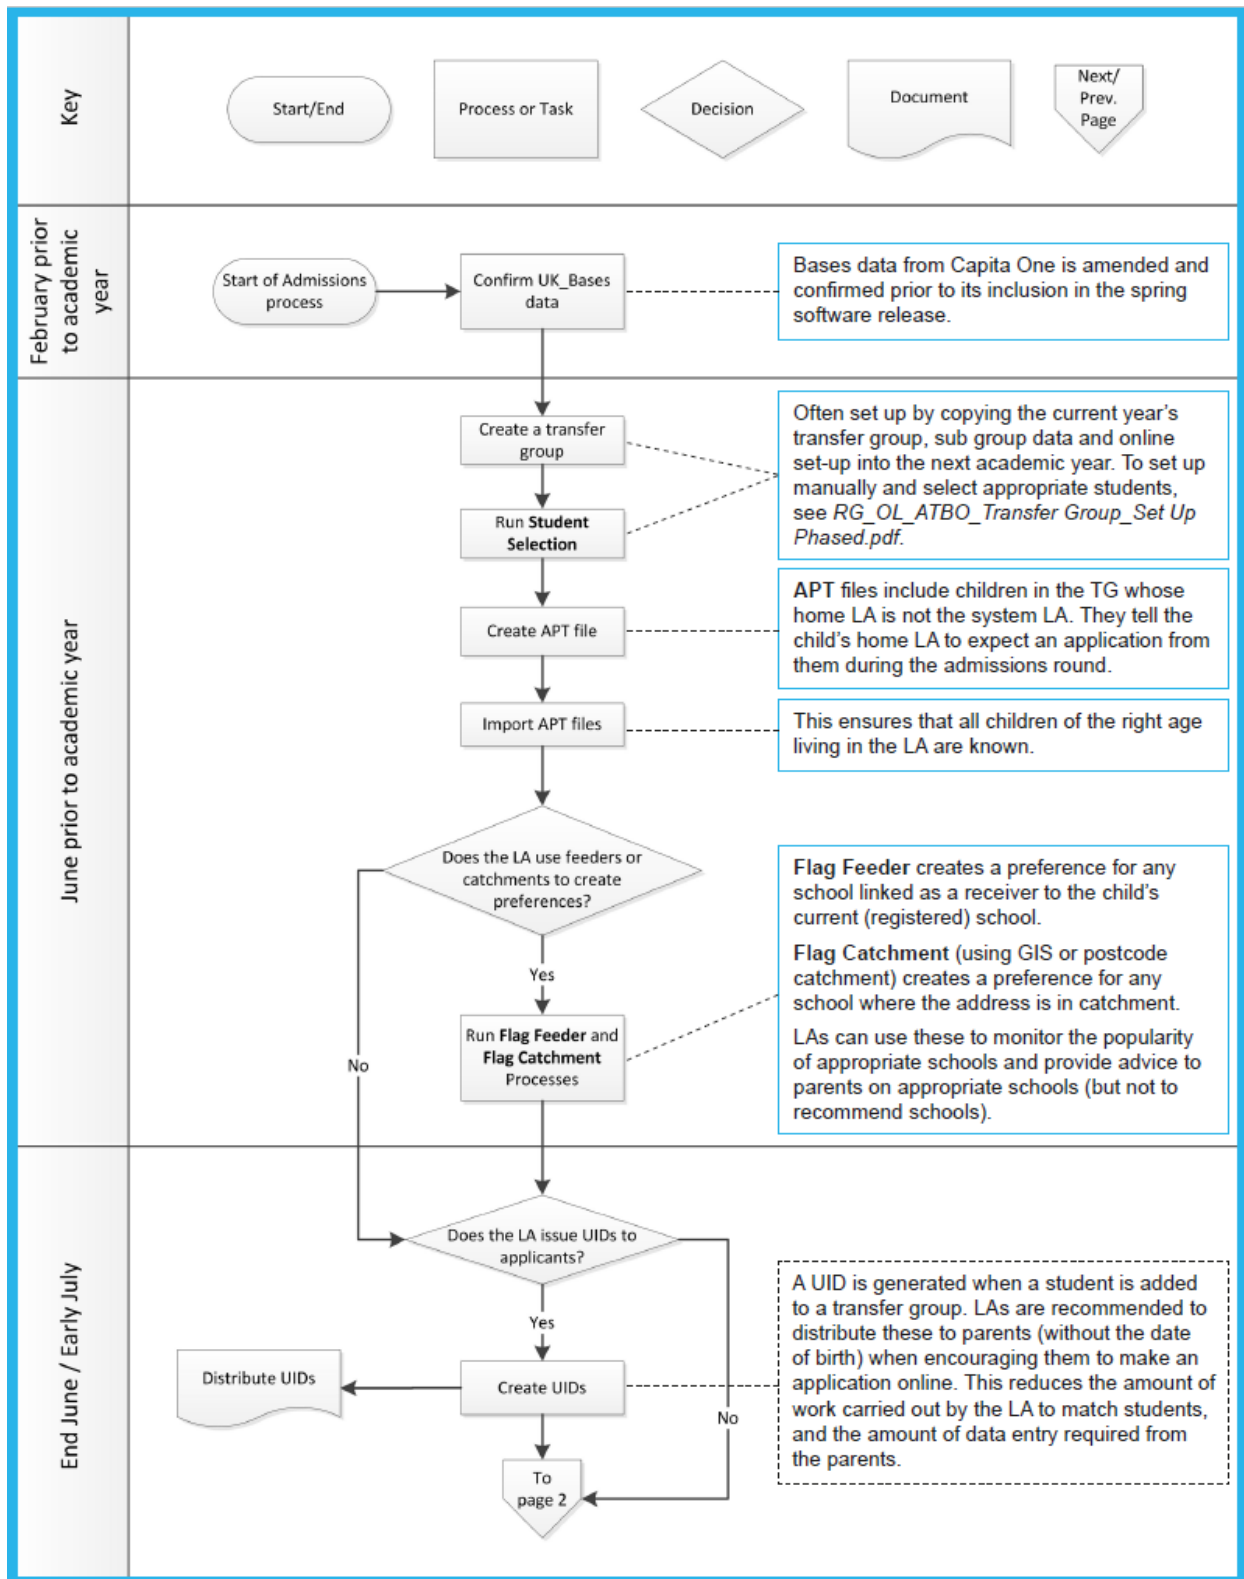 Key
Start/End
Process or Task
Decision
Document
Next/
Prev.
Page
February prior
to academic
year
Start of Admissions
process
Confirm UK_Bases
data
Bases data from Capita One is amended and
confirmed prior to its inclusion in the spring
software release.
June prior to academic year
Create a transfer
group
Run Student
Selection
Often set up by copying the current year's
transfer group, sub group data and online
set-up into the next academic year. To set up
manually and select appropriate students,
see RG_OL_ATBO_Transfer Group_Set Up
Phased.pdf.
Create APT file
APT files include children in the TG whose
home LA is not the system LA. They tell the
child's home LA to expect an application from
them during the admissions round.
Import APT files
This ensures that all children of the right age
living in the LA are known.
Does the LA use feeders or
catchments to create
preferences?
Yes
No
Run Flag Feeder and
Flag Catchment
Processes
Flag Feeder creates a preference for any
school linked as a receiver to the child's
current (registered) school.
Flag Catchment (using GIS or postcode
catchment) creates a preference for any
school where the address is in catchment.
LAs can use these to monitor the popularity
of appropriate schools and provide advice to
parents on appropriate schools (but not to
recommend schools).
End June / Early July
Does the LA issue UIDs to
applicants?
Yes
No
Distribute UIDs
Create UIDs
A UID is generated when a student is added
to a transfer group. LAs are recommended to
distribute these to parents (without the date
of birth) when encouraging them to make an
application online. This reduces the amount of
work carried out by the LA to match students,
and the amount of data entry required from
the parents.
To
page 2